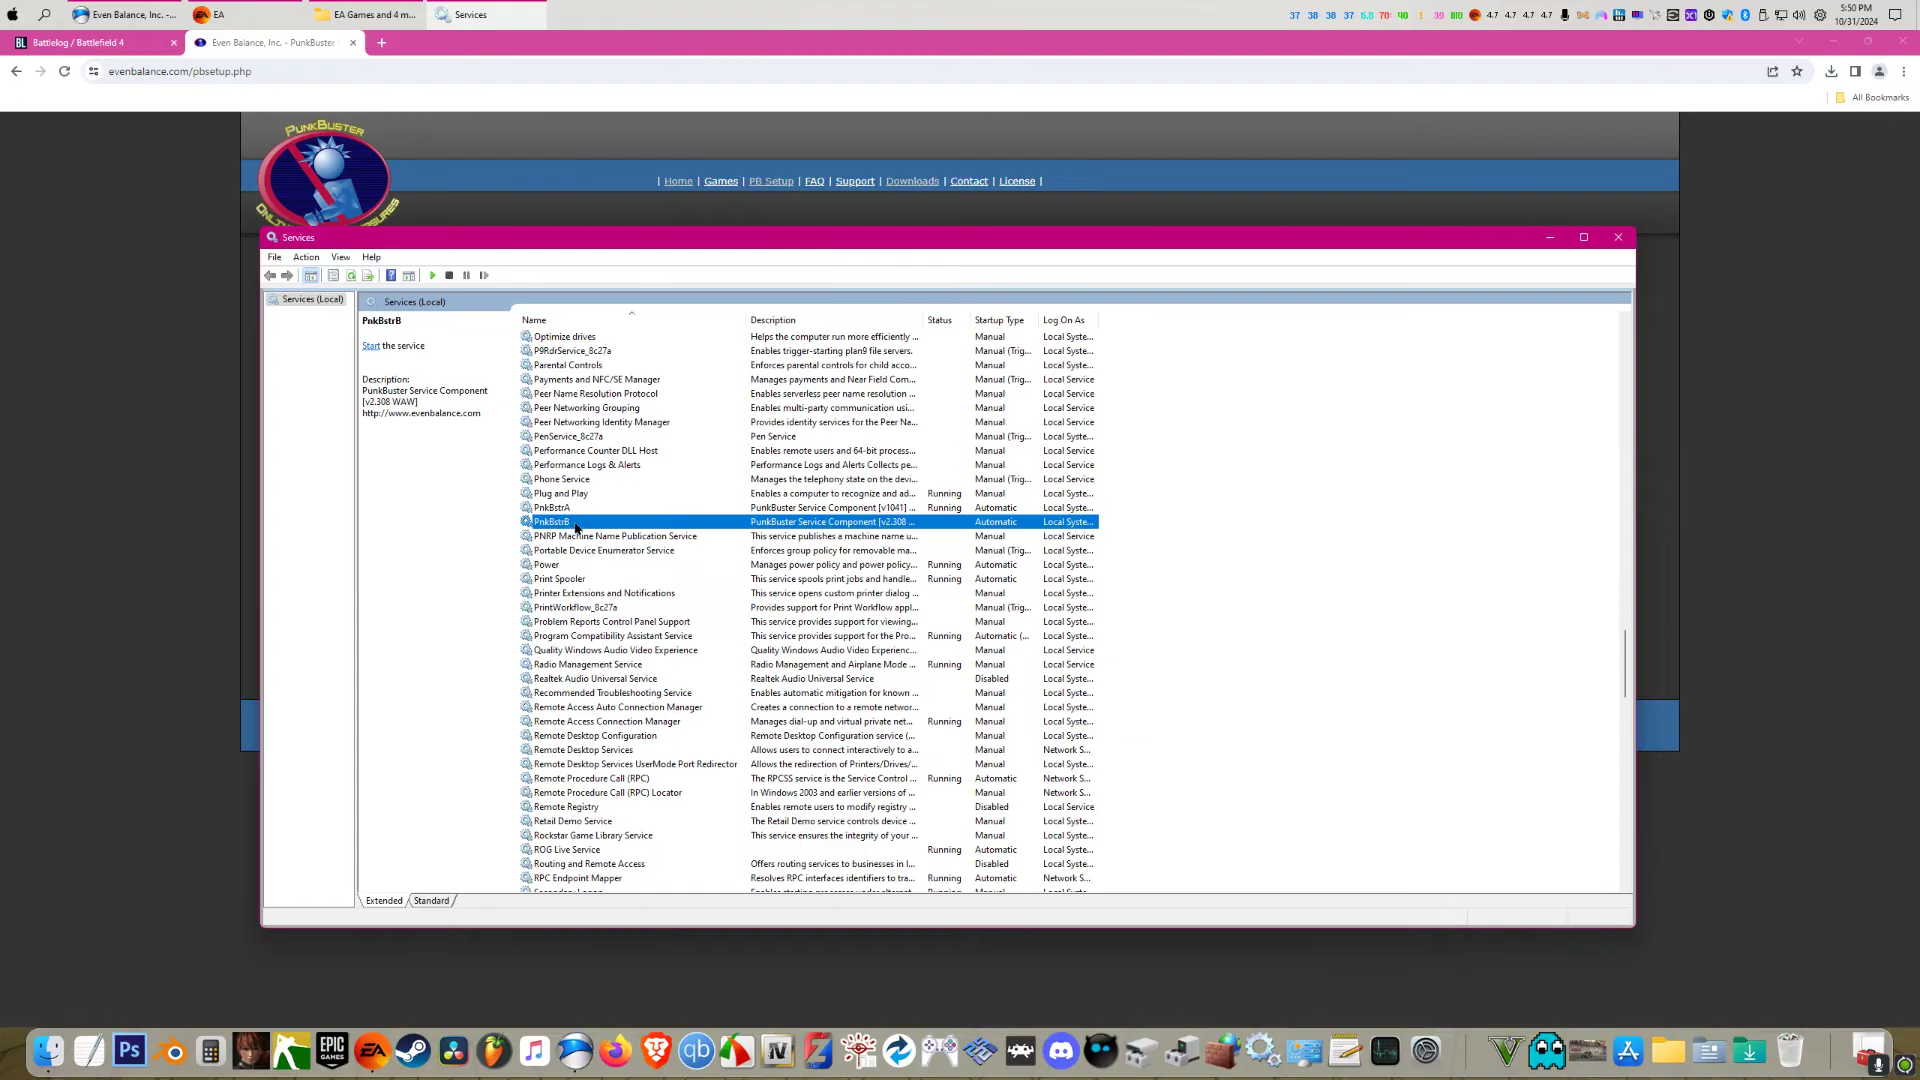 Even Balance, Inc. -...
EA
EA Games and 4 m...
Services
5:50 PM
10/31/2024
Battlelog / Battlefield 4
Even Balance, Inc. - PunkBuster
evenbalance.com/pbsetup.php
All Bookmarks
PUNKBUSTER
| Home | Games | PB Setup | FAQ | Support | Downloads | Contact | License |
Services
File Action View Help
Services (Local)
Services (Local)
PnkBstrB
Start the service
Description:
PunkBuster Service Component
[v2.308 WAW]
http://www.evenbalance.com
Name Description Status Startup Type Log On As
Optimize drives Helps the computer run more efficiently ... Manual Local Syste...
P9RdrService_8c27a Enables trigger-starting plan9 file servers. Manual (Trig... Local Syste...
Parental Controls Enforces parental controls for child acco... Manual Local Syste...
Payments and NFC/SE Manager Manages payments and Near Field Com... Manual (Trig... Local Service
Peer Name Resolution Protocol Enables serverless peer name resolution ... Manual Local Service
Peer Networking Grouping Enables multi-party communication usi... Manual Local Service
Peer Networking Identity Manager Provides identity services for the Peer Na... Manual Local Service
PenService_8c27a Pen Service Manual (Trig... Local Syste...
Performance Counter DLL Host Enables remote users and 64-bit process... Manual Local Service
Performance Logs & Alerts Performance Logs and Alerts Collects pe... Manual Local Service
Phone Service Manages the telephony state on the devi... Manual (Trig... Local Service
Plug and Play Enables a computer to recognize and ad... Running Manual Local Syste...
PnkBstrA PunkBuster Service Component [v1041] ... Running Automatic Local Syste...
PnkBstrB PunkBuster Service Component [v2.308 ... Automatic Local Syste...
PNRP Machine Name Publication Service This service publishes a machine name u... Manual Local Service
Portable Device Enumerator Service Enforces group policy for removable ma... Manual (Trig... Local Syste...
Power Manages power policy and power policy... Running Automatic Local Syste...
Print Spooler This service spools print jobs and handle... Running Automatic Local Syste...
Printer Extensions and Notifications This service opens custom printer dialog ... Manual Local Syste...
PrintWorkflow_8c27a Provides support for Print Workflow appl... Manual (Trig... Local Syste...
Problem Reports Control Panel Support This service provides support for viewing... Manual Local Syste...
Program Compatibility Assistant Service This service provides support for the Pro... Running Automatic (... Local Syste...
Quality Windows Audio Video Experience Quality Windows Audio Video Experienc... Manual Local Service
Radio Management Service Radio Management and Airplane Mode ... Running Manual Local Service
Realtek Audio Universal Service Realtek Audio Universal Service Disabled Local Syste...
Recommended Troubleshooting Service Enables automatic mitigation for known ... Manual Local Syste...
Remote Access Auto Connection Manager Creates a connection to a remote networ... Manual Local Syste...
Remote Access Connection Manager Manages dial-up and virtual private net... Running Manual Local Syste...
Remote Desktop Configuration Remote Desktop Configuration service (... Manual Local Syste...
Remote Desktop Services Allows users to connect interactively to a... Manual Network S...
Remote Desktop Services UserMode Port Redirector Allows the redirection of Printers/Drives/... Manual Local Syste...
Remote Procedure Call (RPC) The RPCSS service is the Service Control ... Running Automatic Network S...
Remote Procedure Call (RPC) Locator In Windows 2003 and earlier versions of ... Manual Network S...
Remote Registry Enables remote users to modify registry ... Disabled Local Service
Retail Demo Service The Retail Demo service controls device ... Manual Local Syste...
Rockstar Game Library Service This service ensures the integrity of your ... Manual Local Syste...
ROG Live Service Running Automatic Local Syste...
Routing and Remote Access Offers routing services to businesses in l... Disabled Local Syste...
RPC Endpoint Mapper Resolves RPC interfaces identifiers to tra... Running Automatic Network S...
Extended Standard